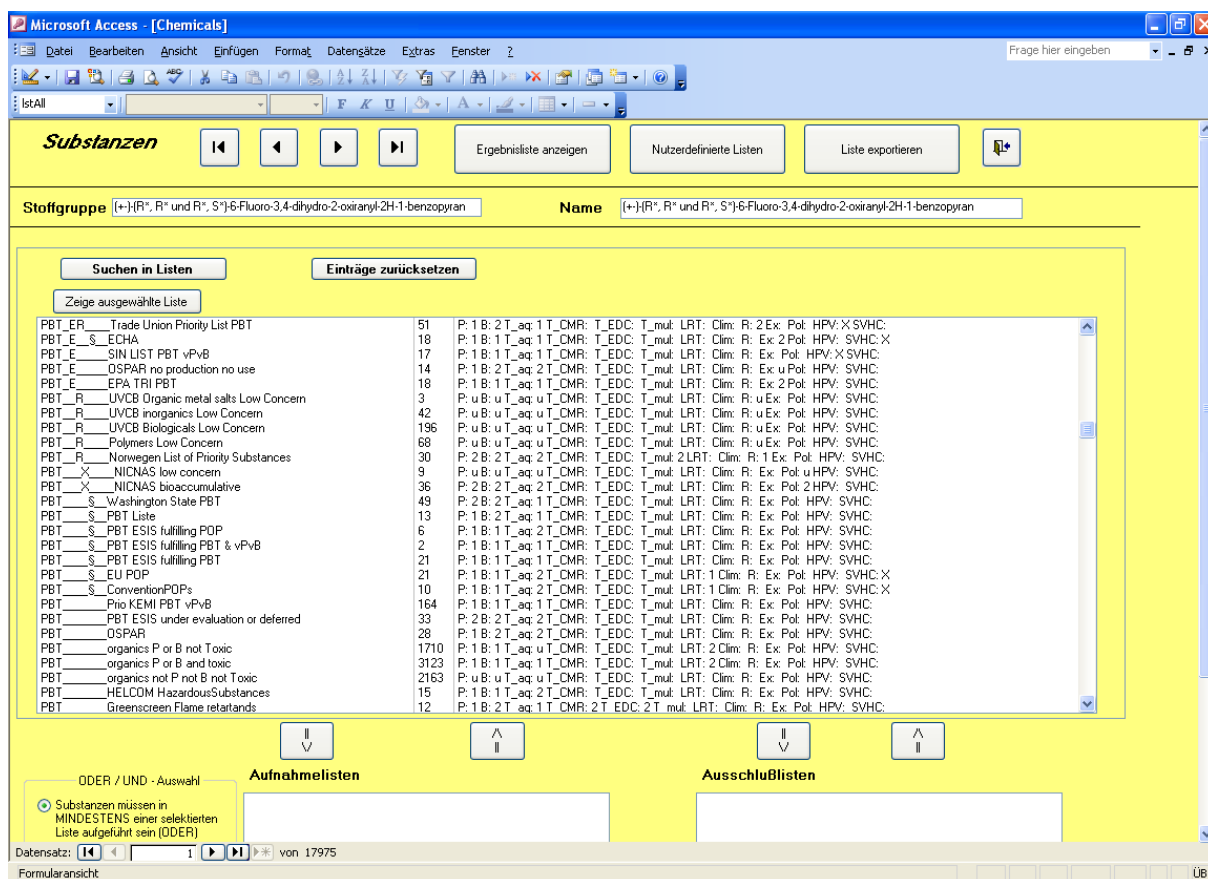 Microsoft Access - [Chemicals]
Datei Bearbeiten Ansicht Einfügen Format Datensätze Extras Fenster ? Frage hier eingeben
lstAll F K U A
Substanzen Ergebnisliste anzeigen Nutzerdefinierte Listen Liste exportieren
Stoffgruppe (+-)-(R*, R* und R*, S*)-6-Fluoro-3,4-dihydro-2-oxiranyl-2H-1-benzopyran Name (+-)-(R*, R* und R*, S*)-6-Fluoro-3,4-dihydro-2-oxiranyl-2H-1-benzopyran
Suchen in Listen Einträge zurücksetzen
Zeige ausgewählte Liste
PBT_ER____Trade Union Priority List PBT 51 P: 1 B: 2 T_aq: 1 T_CMR: T_EDC: T_mul: LRT: Clim: R: 2 Ex: Pol: HPV: X SVHC:
PBT_E__§_ECHA 18 P: 1 B: 1 T_aq: 1 T_CMR: T_EDC: T_mul: LRT: Clim: R: Ex: 2 Pol: HPV: SVHC: X
PBT_E_____SIN LIST PBT vPvB 17 P: 1 B: 1 T_aq: 1 T_CMR: T_EDC: T_mul: LRT: Clim: R: Ex: Pol: HPV: X SVHC:
PBT_E_____OSPAR no production no use 14 P: 1 B: 2 T_aq: 2 T_CMR: T_EDC: T_mul: LRT: Clim: R: Ex: u Pol: HPV: SVHC:
PBT_E_____EPA TRI PBT 18 P: 1 B: 1 T_aq: 1 T_CMR: T_EDC: T_mul: LRT: Clim: R: Ex: 2 Pol: HPV: SVHC:
PBT__R____UVCB Organic metal salts Low Concern 3 P: u B: u T_aq: u T_CMR: T_EDC: T_mul: LRT: Clim: R: u Ex: Pol: HPV: SVHC:
PBT__R____UVCB inorganics Low Concern 42 P: u B: u T_aq: u T_CMR: T_EDC: T_mul: LRT: Clim: R: u Ex: Pol: HPV: SVHC:
PBT__R____UVCB Biologicals Low Concern 196 P: u B: u T_aq: u T_CMR: T_EDC: T_mul: LRT: Clim: R: u Ex: Pol: HPV: SVHC:
PBT__R____Polymers Low Concern 68 P: u B: u T_aq: u T_CMR: T_EDC: T_mul: LRT: Clim: R: u Ex: Pol: HPV: SVHC:
PBT__R____Norwegen List of Priority Substances 30 P: 2 B: 2 T_aq: 2 T_CMR: T_EDC: T_mul: 2 LRT: Clim: R: 1 Ex: Pol: HPV: SVHC:
PBT___X____NICNAS low concern 9 P: u B: u T_aq: u T_CMR: T_EDC: T_mul: LRT: Clim: R: Ex: Pol: u HPV: SVHC:
PBT___X____NICNAS bioaccumulative 36 P: 2 B: 2 T_aq: 2 T_CMR: T_EDC: T_mul: LRT: Clim: R: Ex: Pol: 2 HPV: SVHC:
PBT____§__Washington State PBT 49 P: 2 B: 2 T_aq: 1 T_CMR: T_EDC: T_mul: LRT: Clim: R: Ex: Pol: HPV: SVHC:
PBT____§__PBT Liste 13 P: 1 B: 2 T_aq: 1 T_CMR: T_EDC: T_mul: LRT: Clim: R: Ex: Pol: HPV: SVHC:
PBT____§__PBT ESIS fulfilling POP 6 P: 1 B: 1 T_aq: 2 T_CMR: T_EDC: T_mul: LRT: Clim: R: Ex: Pol: HPV: SVHC:
PBT____§__PBT ESIS fulfilling PBT & vPvB 2 P: 1 B: 1 T_aq: 1 T_CMR: T_EDC: T_mul: LRT: Clim: R: Ex: Pol: HPV: SVHC:
PBT____§__PBT ESIS fulfilling PBT 21 P: 1 B: 1 T_aq: 1 T_CMR: T_EDC: T_mul: LRT: Clim: R: Ex: Pol: HPV: SVHC:
PBT____§__EU POP 21 P: 1 B: 1 T_aq: 2 T_CMR: T_EDC: T_mul: LRT: 1 Clim: R: Ex: Pol: HPV: SVHC: X
PBT____§__ConventionPOPs 10 P: 1 B: 1 T_aq: 2 T_CMR: T_EDC: T_mul: LRT: 1 Clim: R: Ex: Pol: HPV: SVHC: X
PBT_______Prio KEMI PBT vPvB 164 P: 1 B: 1 T_aq: 1 T_CMR: T_EDC: T_mul: LRT: Clim: R: Ex: Pol: HPV: SVHC:
PBT_______PBT ESIS under evaluation or deferred 33 P: 2 B: 2 T_aq: 2 T_CMR: T_EDC: T_mul: LRT: Clim: R: Ex: Pol: HPV: SVHC:
PBT_______OSPAR 28 P: 1 B: 2 T_aq: 2 T_CMR: T_EDC: T_mul: LRT: Clim: R: Ex: Pol: HPV: SVHC:
PBT_______organics P or B not Toxic 1710 P: 1 B: 1 T_aq: u T_CMR: T_EDC: T_mul: LRT: 2 Clim: R: Ex: Pol: HPV: SVHC:
PBT_______organics P or B and toxic 3123 P: 1 B: 1 T_aq: 1 T_CMR: T_EDC: T_mul: LRT: 2 Clim: R: Ex: Pol: HPV: SVHC:
PBT_______organics not P not B not Toxic 2163 P: u B: u T_aq: u T_CMR: T_EDC: T_mul: LRT: Clim: R: Ex: Pol: HPV: SVHC:
PBT_______HELCOM HazardousSubstances 15 P: 1 B: 1 T_aq: 2 T_CMR: T_EDC: T_mul: LRT: Clim: R: Ex: Pol: HPV: SVHC:
PBT_______Greenscreen Flame retartands 12 P: 1 B: 2 T_aq: 1 T_CMR: 2 T_EDC: 2 T_mul: LRT: Clim: R: Ex: Pol: HPV: SVHC:
ODER / UND - Auswahl Aufnahmelisten Ausschlußlisten
Substanzen müssen in
MINDESTENS einer selektierten
Liste aufgeführt sein (ODER)
Datensatz: 1 von 17975
Formularansicht ÜB